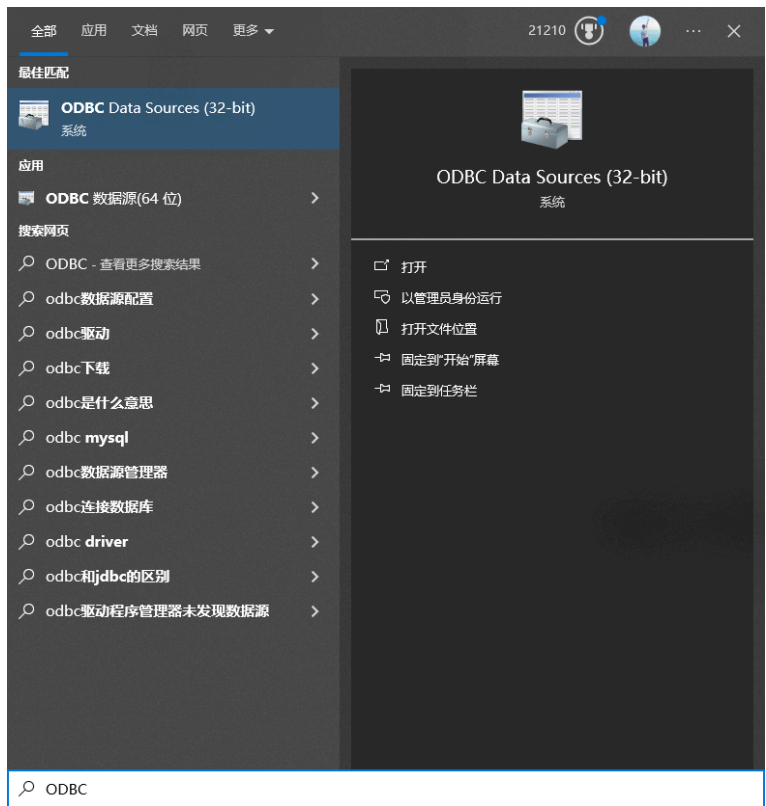 全部 应用 文档 网页 更多 21210 ···
最佳匹配
ODBC Data Sources (32-bit)
系统
应用
ODBC 数据源(64 位)
搜索网页
ODBC - 查看更多搜索结果
odbc数据源配置
odbc驱动
odbc下载
odbc是什么意思
odbc mysql
odbc数据源管理器
odbc连接数据库
odbc driver
odbc和jdbc的区别
odbc驱动程序管理器未发现数据源
ODBC Data Sources (32-bit)
系统
打开
以管理员身份运行
打开文件位置
固定到"开始"屏幕
固定到任务栏
ODBC